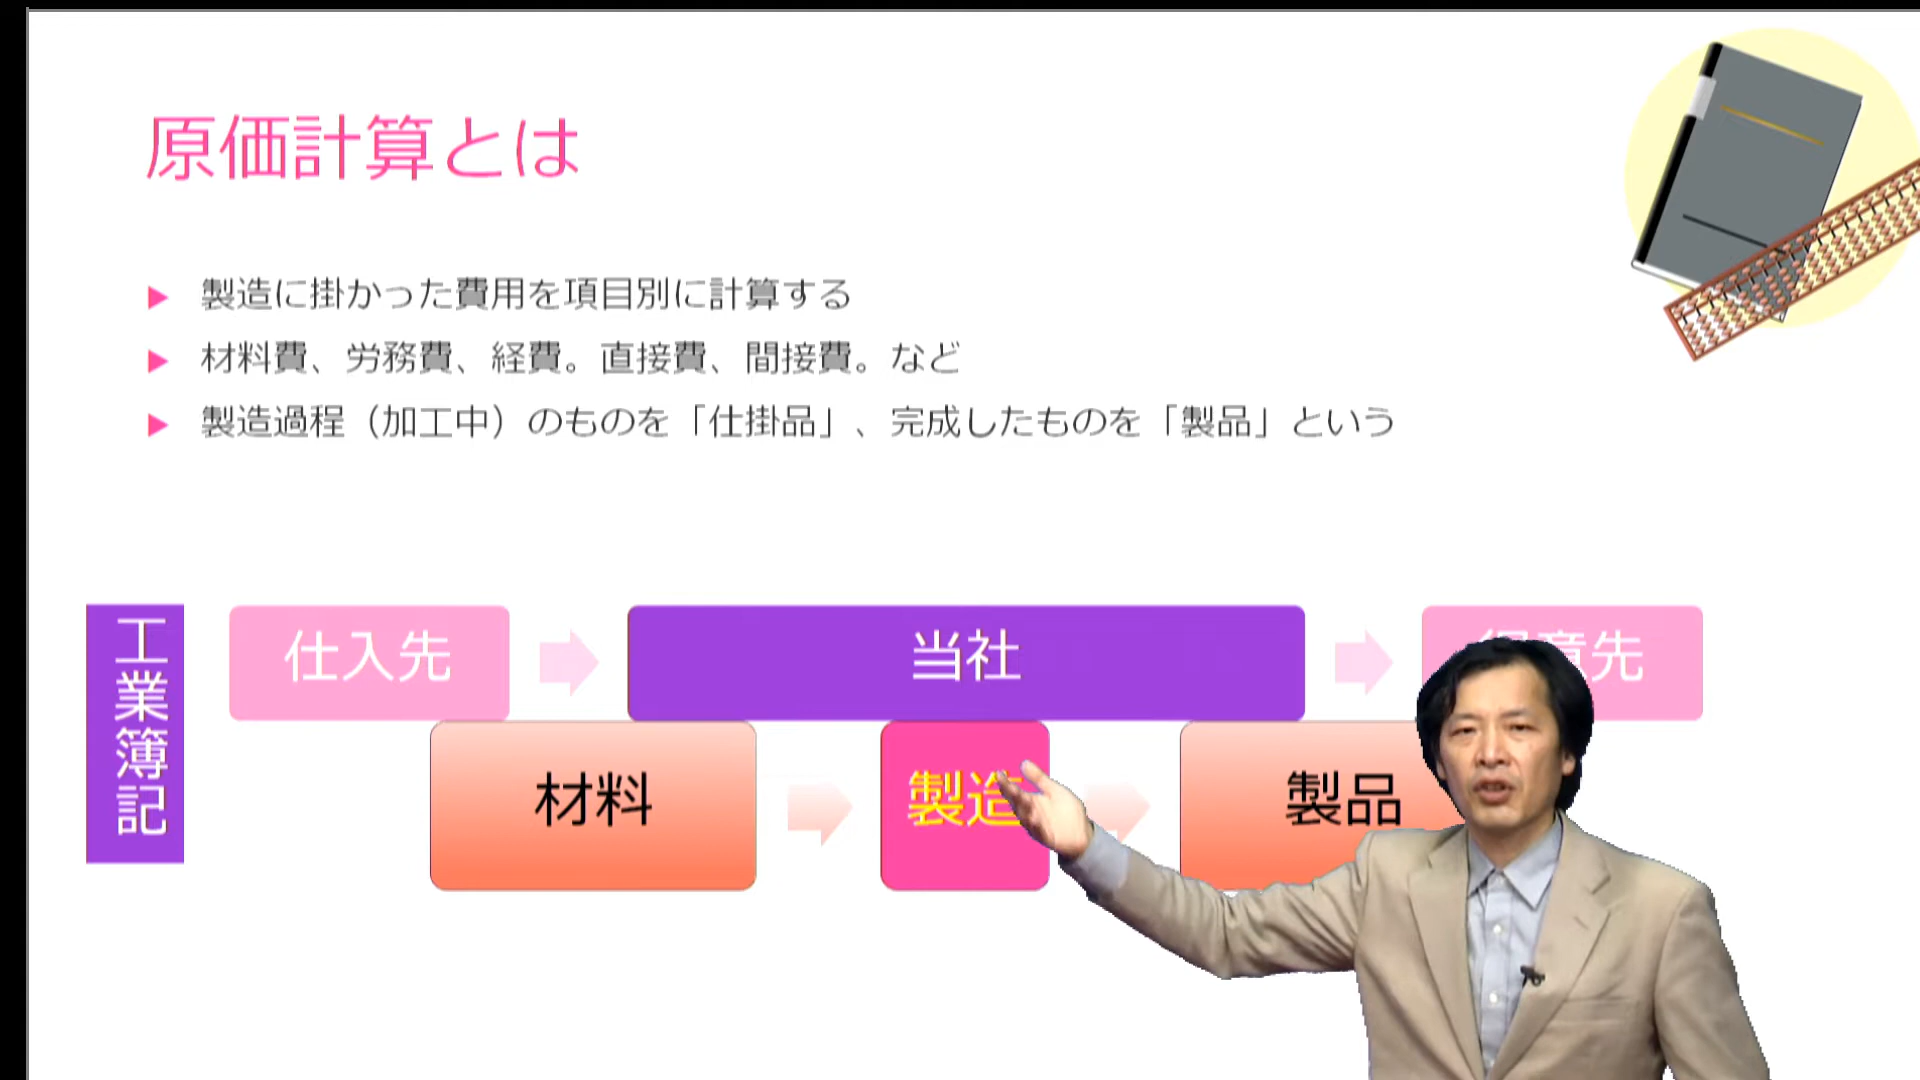 原価計算とは
製造に掛かった費用を項目別に計算する
材料費、労務費、経費。直接費、間接費。など
製造過程（加工中）のものを「仕掛品」、完成したものを「製品」という
工業簿記
仕入先
当社
得意先
材料
製造
製品